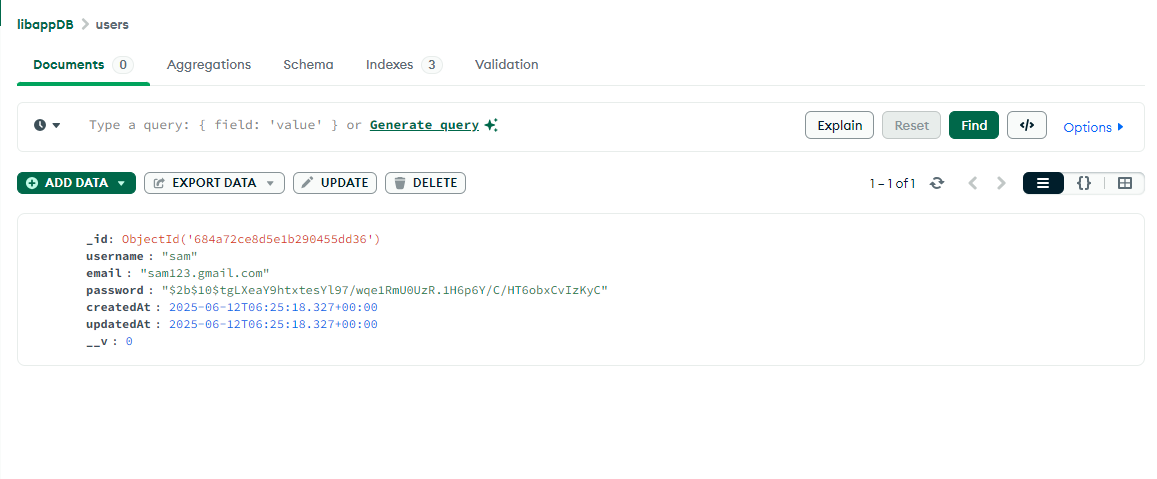 libappDB > users
Documents 0 Aggregations Schema Indexes 3 Validation
Type a query: { field: 'value' } or Generate query Explain Reset Find </> Options
ADD DATA EXPORT DATA UPDATE DELETE 1 – 1 of 1 {}
_id: ObjectId('684a72ce8d5e1b290455dd36')
username : "sam"
email : "sam123.gmail.com"
password : "$2b$10$tgLXeaY9htxtesYl97/wqe1RmU0UzR.1H6p6Y/C/HT6obxCvIzKyC"
createdAt : 2025-06-12T06:25:18.327+00:00
updatedAt : 2025-06-12T06:25:18.327+00:00
__v : 0